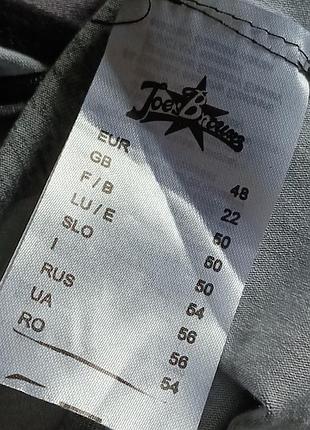 Joe Browns
EUR 48
GB 22
F / B 50
LU / E 50
SLO 50
I 54
RUS 56
UA 56
RO 54